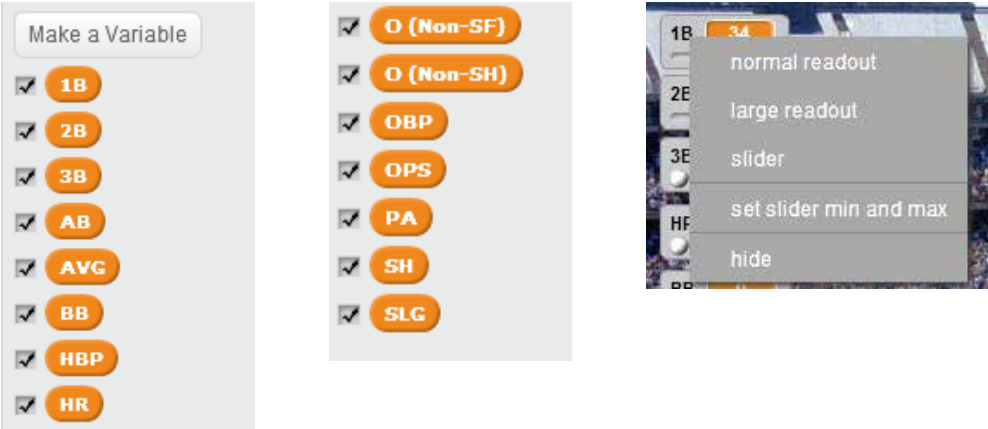 Make a Variable
1B
2B
3B
AB
AVG
BB
HBP
HR
O (Non-SF)
O (Non-SH)
OBP
OPS
PA
SH
SLG
1B 34
normal readout
2B
large readout
3B
slider
set slider min and max
hide